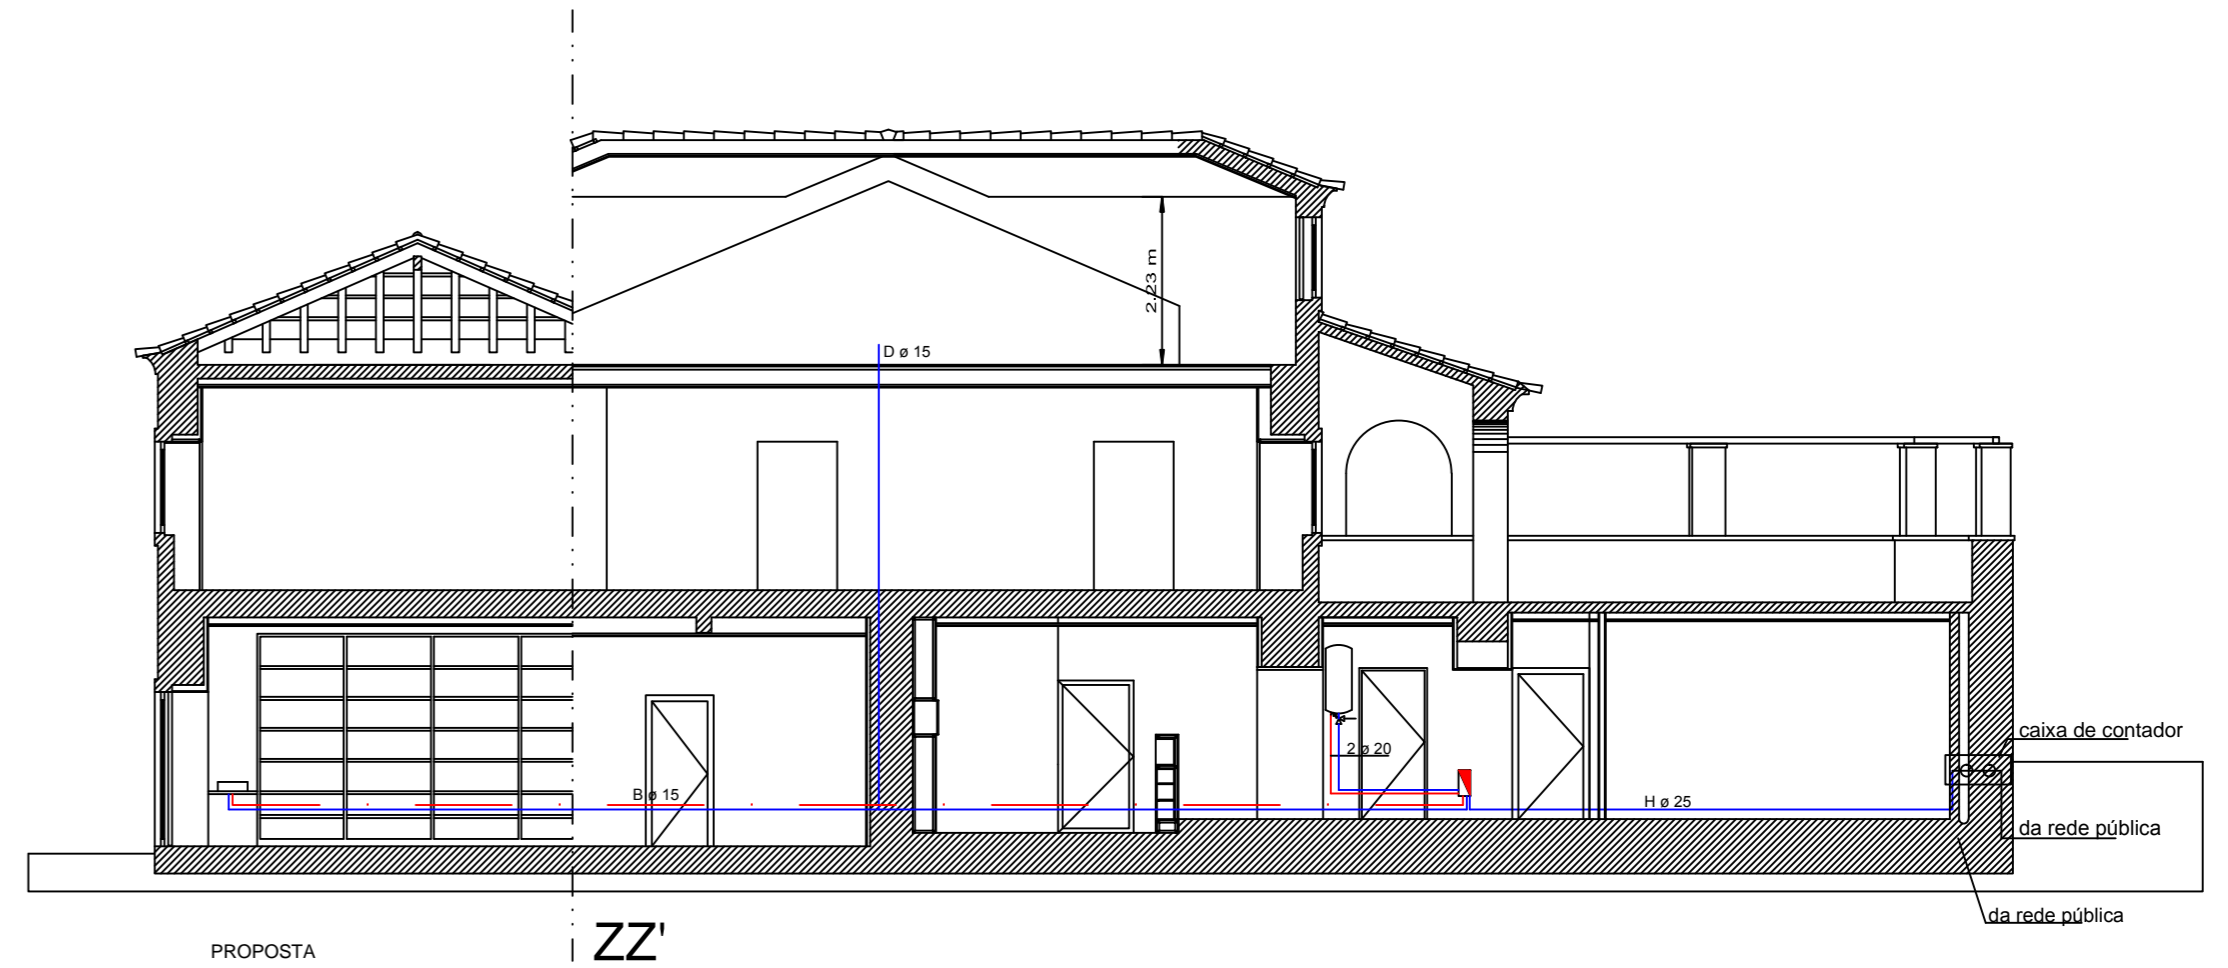 2.23 m
D ø 15
caixa de contador
2 ø 20
B ø 15
H ø 25
da rede pública
da rede pública
ZZ'
PROPOSTA